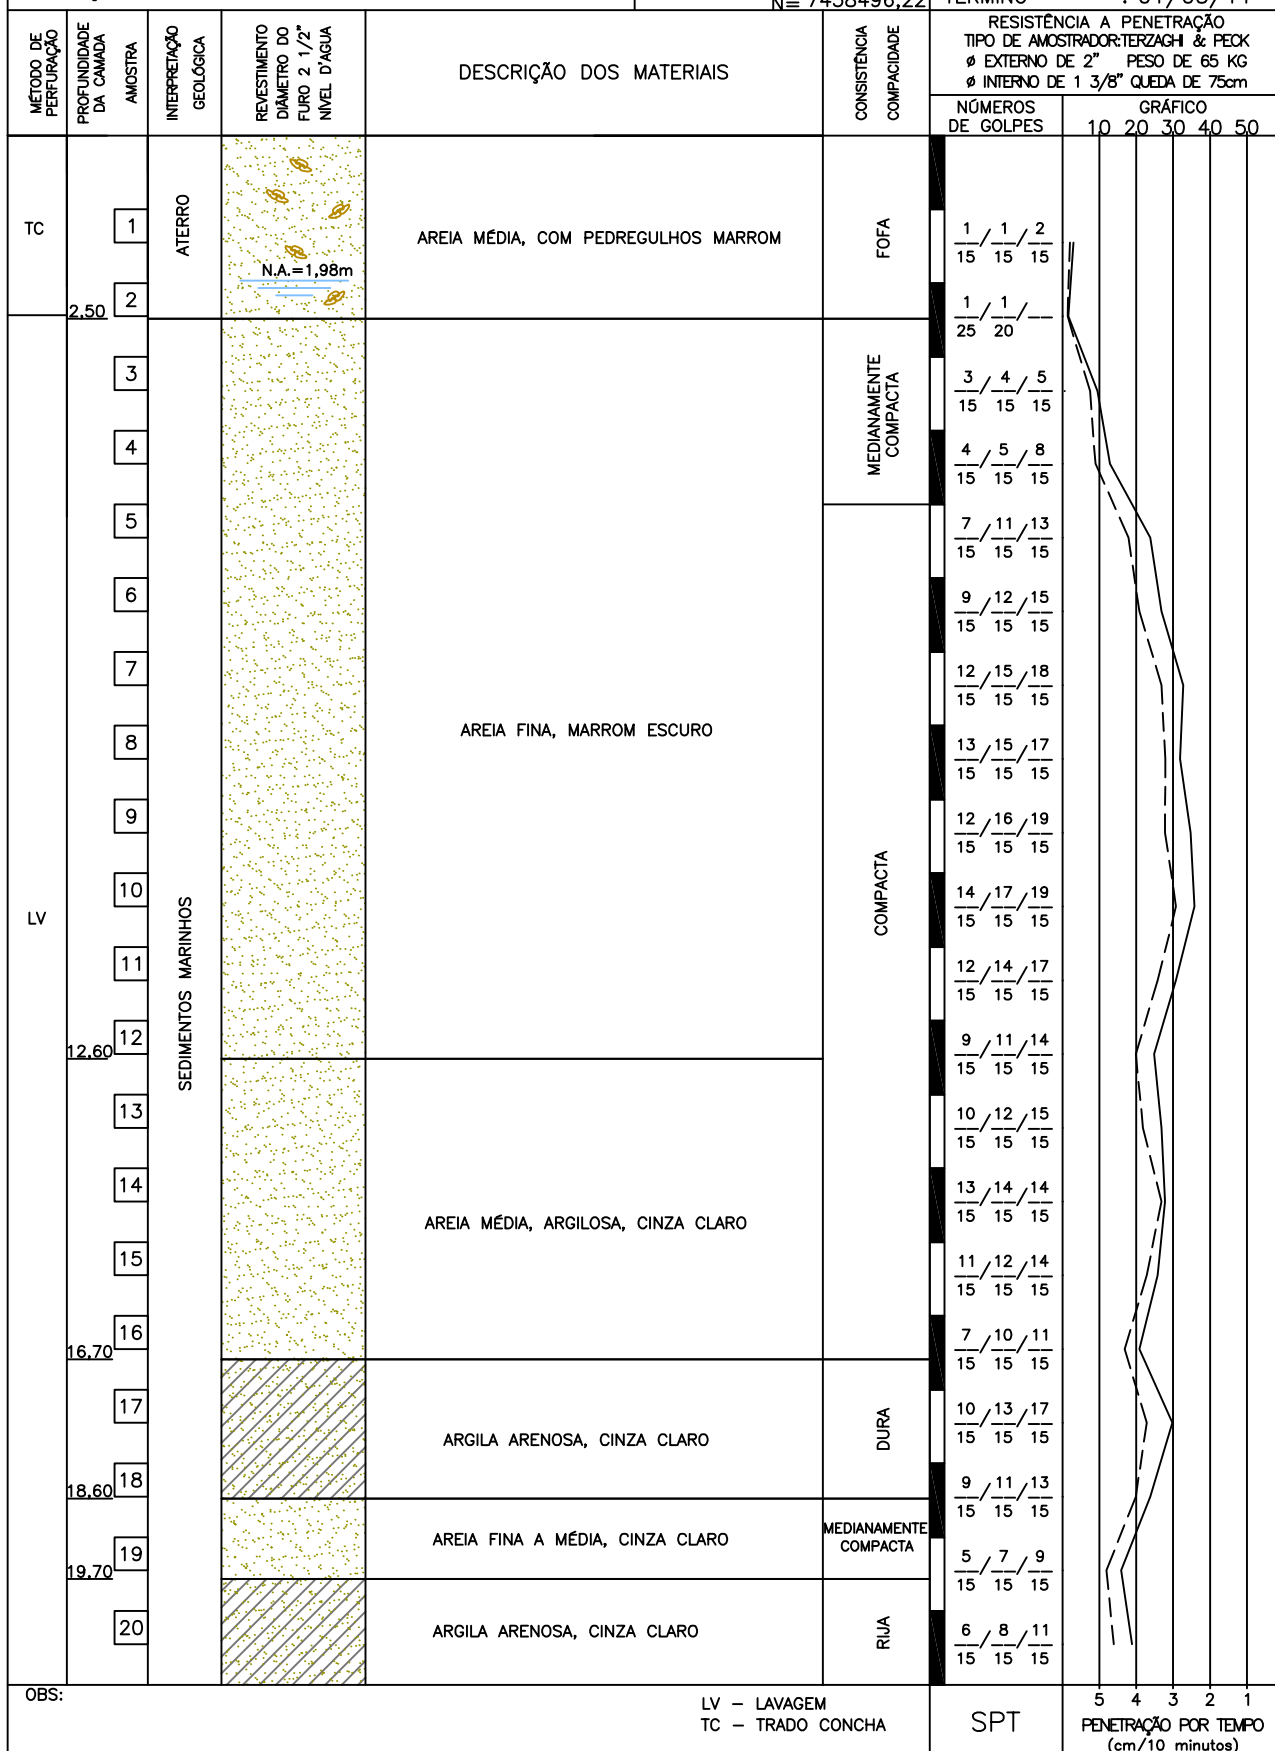 N= 7458496,22
MÉTODO DE PERFURAÇÃO
PROFUNDIDADE DA CAMADA
AMOSTRA
INTERPRETAÇÃO GEOLÓGICA
REVESTIMENTO
DIÂMETRO DO
FURO 2 1/2"
NÍVEL D'AGUA
DESCRIÇÃO DOS MATERIAIS
CONSISTÊNCIA
COMPACIDADE
RESISTÊNCIA A PENETRAÇÃO
TIPO DE AMOSTRADOR:TERZAGHI & PECK
ø EXTERNO DE 2" PESO DE 65 KG
ø INTERNO DE 1 3/8" QUEDA DE 75cm
NÚMEROS DE GOLPES
GRÁFICO
10 20 30 40 50
TC
1
ATERRO
AREIA MÉDIA, COM PEDREGULHOS MARROM
FOFA
1 / 1 / 2
15 15 15
N.A.=1,98m
2
2,50
1 / 1 /
25 20
3
MEDIANAMENTE COMPACTA
3 / 4 / 5
15 15 15
4
4 / 5 / 8
15 15 15
5
7 / 11 / 13
15 15 15
6
9 / 12 / 15
15 15 15
7
12 / 15 / 18
15 15 15
AREIA FINA, MARROM ESCURO
8
13 / 15 / 17
15 15 15
9
12 / 16 / 19
15 15 15
10
COMPACTA
14 / 17 / 19
15 15 15
LV
SEDIMENTOS MARINHOS
11
12 / 14 / 17
15 15 15
12
12,60
9 / 11 / 14
15 15 15
13
10 / 12 / 15
15 15 15
14
13 / 14 / 14
15 15 15
AREIA MÉDIA, ARGILOSA, CINZA CLARO
15
11 / 12 / 14
15 15 15
16
16,70
7 / 10 / 11
15 15 15
17
DURA
10 / 13 / 17
15 15 15
ARGILA ARENOSA, CINZA CLARO
18
18,60
9 / 11 / 13
15 15 15
AREIA FINA A MÉDIA, CINZA CLARO
MEDIANAMENTE
COMPACTA
19
19,70
5 / 7 / 9
15 15 15
20
ARGILA ARENOSA, CINZA CLARO
RIJA
6 / 8 / 11
15 15 15
OBS:
LV – LAVAGEM
TC – TRADO CONCHA
SPT
5 4 3 2 1
PENETRAÇÃO POR TEMPO
(cm/10 minutos)